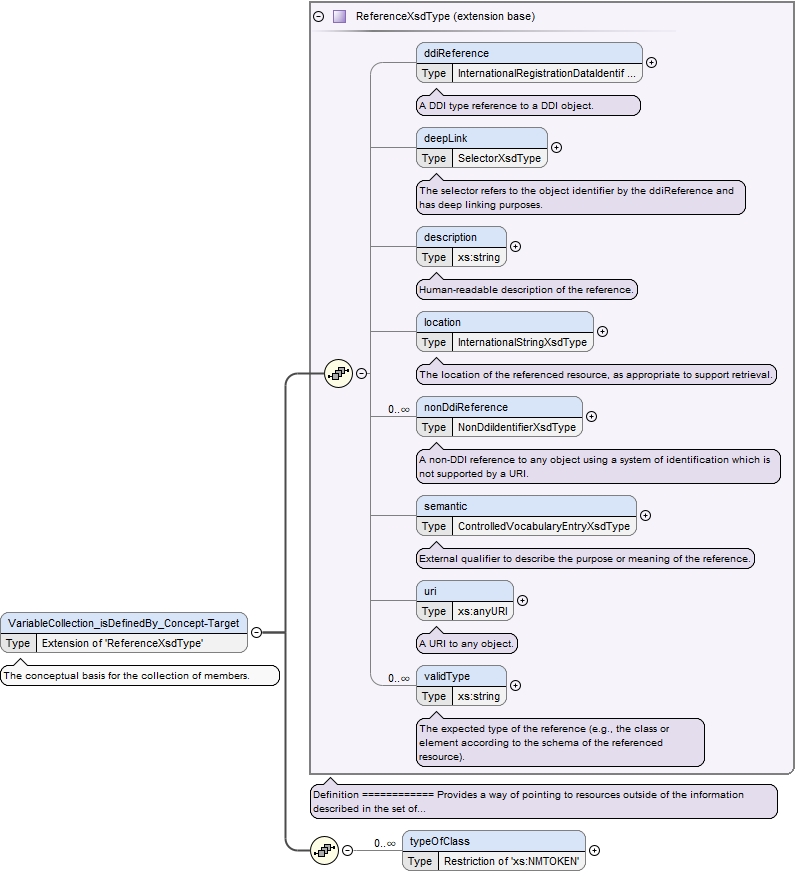 ReferenceXsdType (extension base)
ddiReference
Type InternationalRegistrationDataIdentif ...
A DDI type reference to a DDI object.
deepLink
Type SelectorXsdType
The selector refers to the object identifier by the ddiReference and
has deep linking purposes.
description
Type xs:string
Human-readable description of the reference.
location
Type InternationalStringXsdType
The location of the referenced resource, as appropriate to support retrieval.
0..∞ nonDdiReference
Type NonDdiIdentifierXsdType
A non-DDI reference to any object using a system of identification which is
not supported by a URI.
semantic
Type ControlledVocabularyEntryXsdType
External qualifier to describe the purpose or meaning of the reference.
uri
Type xs:anyURI
A URI to any object.
0..∞ validType
Type xs:string
The expected type of the reference (e.g., the class or
element according to the schema of the referenced
resource).
VariableCollection_isDefinedBy_Concept-Target
Type Extension of 'ReferenceXsdType'
The conceptual basis for the collection of members.
Definition ============ Provides a way of pointing to resources outside of the information
described in the set of...
0..∞ typeOfClass
Type Restriction of 'xs:NMTOKEN'